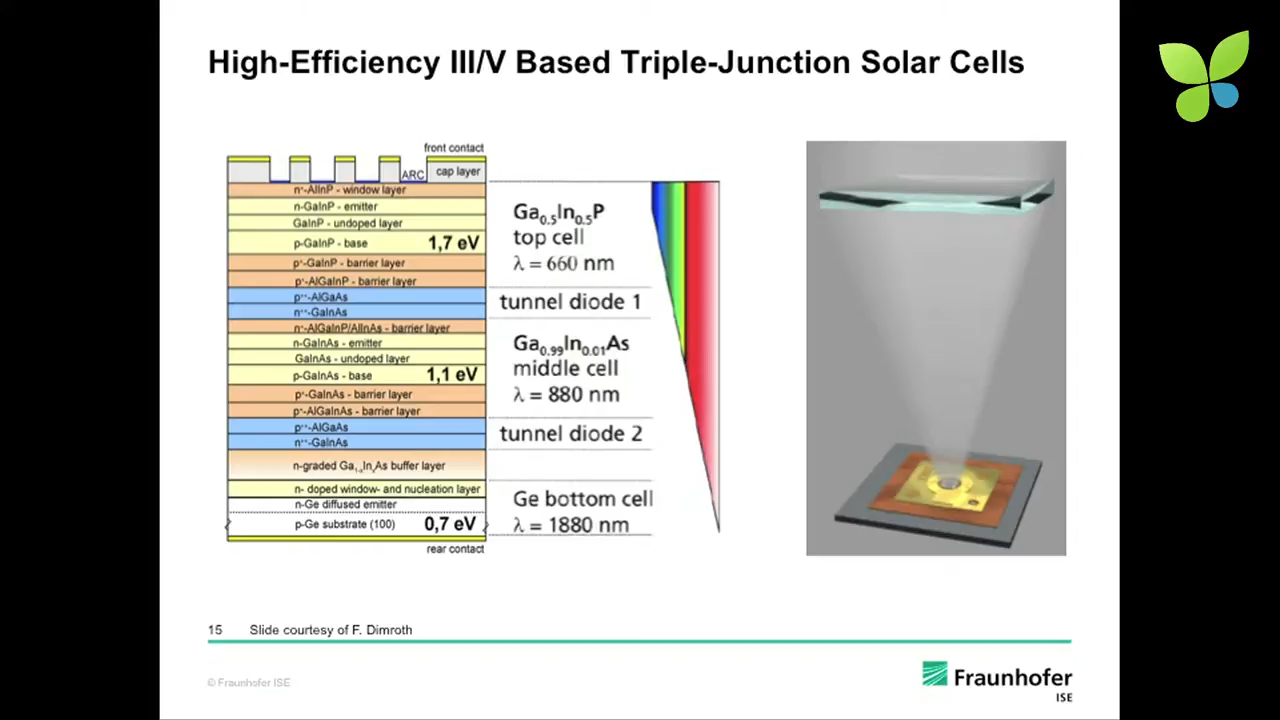 High-Efficiency III/V Based Triple-Junction Solar Cells
front contact
ARC
cap layer
n⁺-AlInP - window layer
n-GaInP - emitter
GaInP - undoped layer
p-GaInP - base
1,7 eV
p⁺-GaInP - barrier layer
p⁺-AlGaInP - barrier layer
p⁺⁺-AlGaAs
n⁺⁺-GaInAs
n⁺-AlGaInP/AlInAs - barrier layer
n-GaInAs - emitter
GaInAs - undoped layer
p-GaInAs - base
1,1 eV
p⁺-GaInAs - barrier layer
p⁺-AlGaInAs - barrier layer
p⁺⁺-AlGaAs
n⁺⁺-GaInAs
n-graded Ga₁₋ₓInₓAs buffer layer
n- doped window- and nucleation layer
n-Ge diffused emitter
p-Ge substrate (100)
0,7 eV
rear contact
Ga₀.₅In₀.₅P
top cell
λ = 660 nm
tunnel diode 1
Ga₀.₉₉In₀.₀₁As
middle cell
λ = 880 nm
tunnel diode 2
Ge bottom cell
λ = 1880 nm
15 Slide courtesy of F. Dimroth
© Fraunhofer ISE
Fraunhofer
ISE